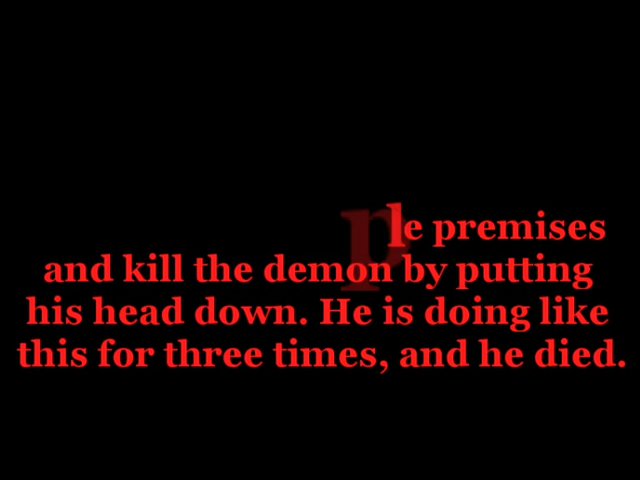 ple premises
and kill the demon by putting
his head down. He is doing like
this for three times, and he died.